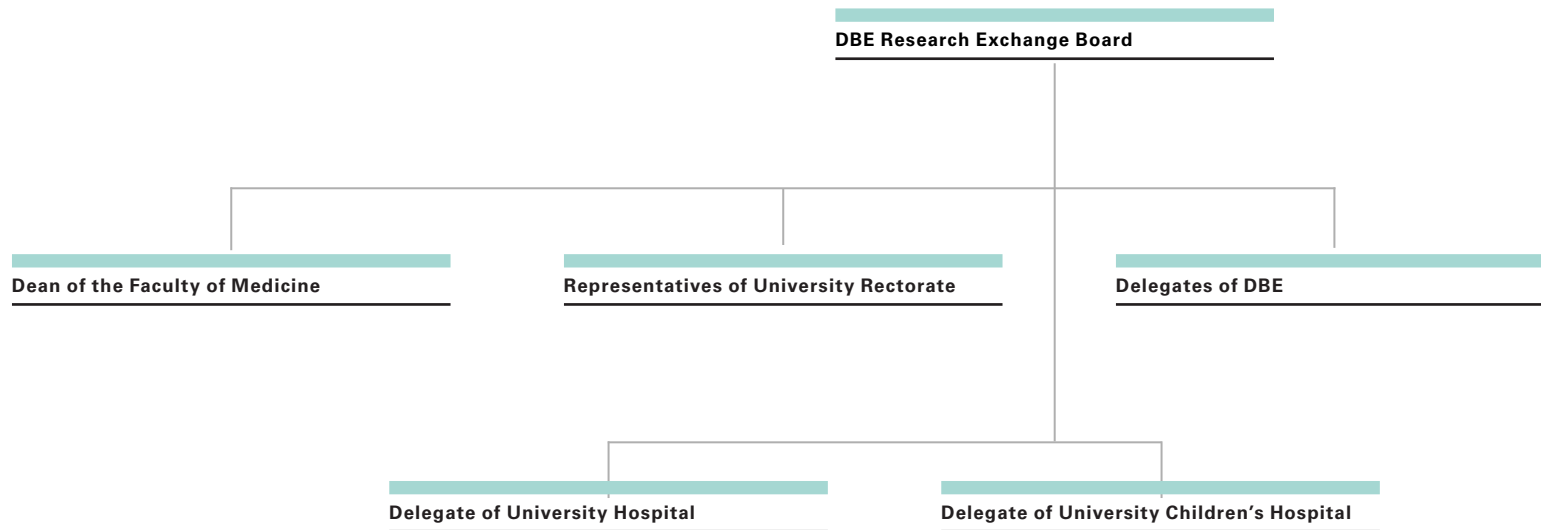 DBE Research Exchange Board
Dean of the Faculty of Medicine
Representatives of University Rectorate
Delegates of DBE
Delegate of University Hospital
Delegate of University Children's Hospital